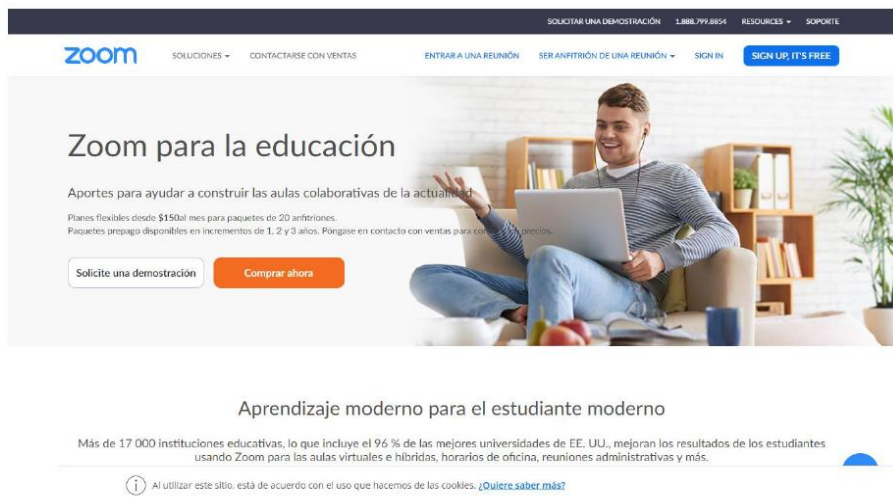 SOLICITAR UNA DEMOSTRACIÓN 1.888.799.8854 RESOURCES SOPORTE
zoom SOLUCIONES CONTACTARSE CON VENTAS ENTRAR A UNA REUNIÓN SER ANFITRIÓN DE UNA REUNIÓN SIGN IN SIGN UP, IT'S FREE
Zoom para la educación
Aportes para ayudar a construir las aulas colaborativas de la actualidad
Planes flexibles desde $150al mes para paquetes de 20 anfitriones.
Paquetes prepago disponibles en incrementos de 1, 2 y 3 años. Póngase en contacto con ventas para precios.
Solicite una demostración Comprar ahora
Aprendizaje moderno para el estudiante moderno
Más de 17 000 instituciones educativas, lo que incluye el 96 % de las mejores universidades de EE. UU., mejoran los resultados de los estudiantes
usando Zoom para las aulas virtuales e híbridas, horarios de oficina, reuniones administrativas y más.
Al utilizar este sitio, está de acuerdo con el uso que hacemos de las cookies. ¿Quiere saber más?